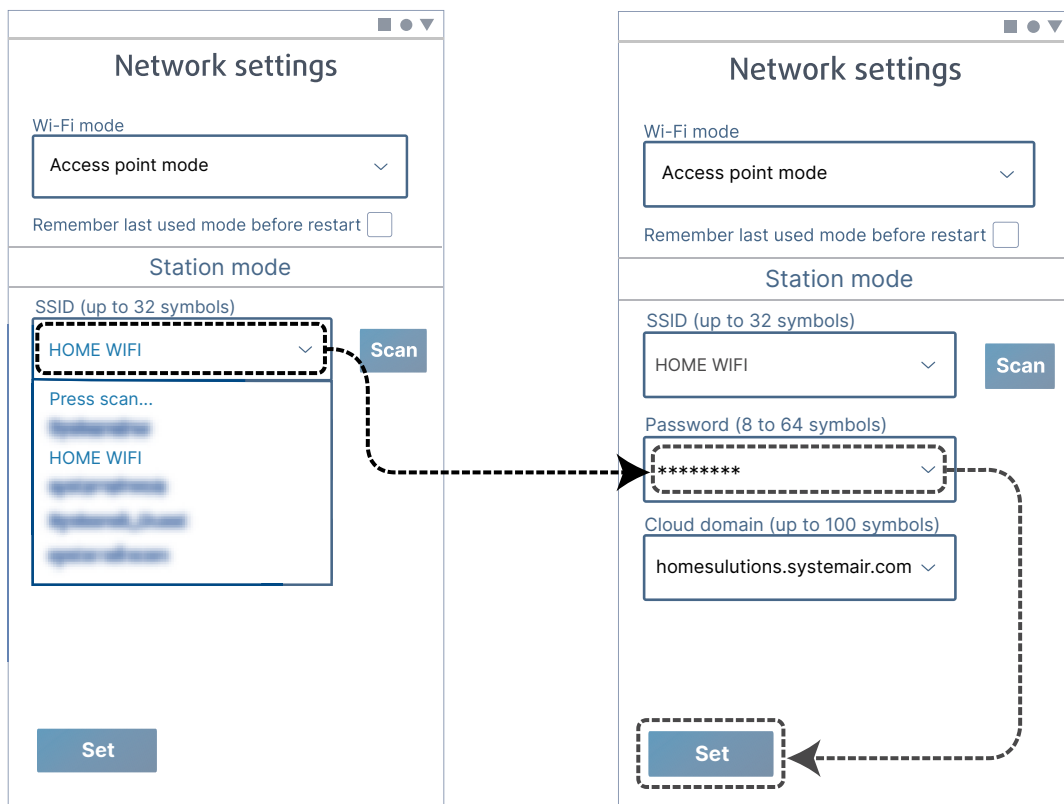 Network settings
Wi-Fi mode
Access point mode
Remember last used mode before restart
Station mode
SSID (up to 32 symbols)
HOME WIFI
Scan
Press scan...
HOME WIFI
Set
Network settings
Wi-Fi mode
Access point mode
Remember last used mode before restart
Station mode
SSID (up to 32 symbols)
HOME WIFI
Scan
Password (8 to 64 symbols)
********
Cloud domain (up to 100 symbols)
homesulutions.systemair.com
Set